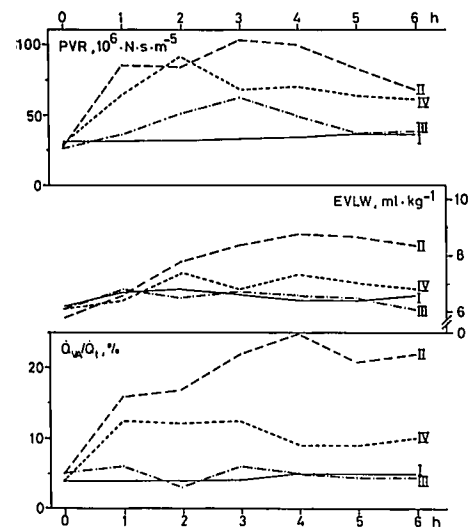 0 1 2 3 4 5 6 h
PVR, 10⁶·N·s·m⁻⁵
100
50
0
II
IV
III
I
EVLW, ml·kg⁻¹
10
8
6
0
II
IV
I
III
Q̇VA/Q̇t, %
20
10
0
II
IV
I
III
0 1 2 3 4 5 6 h